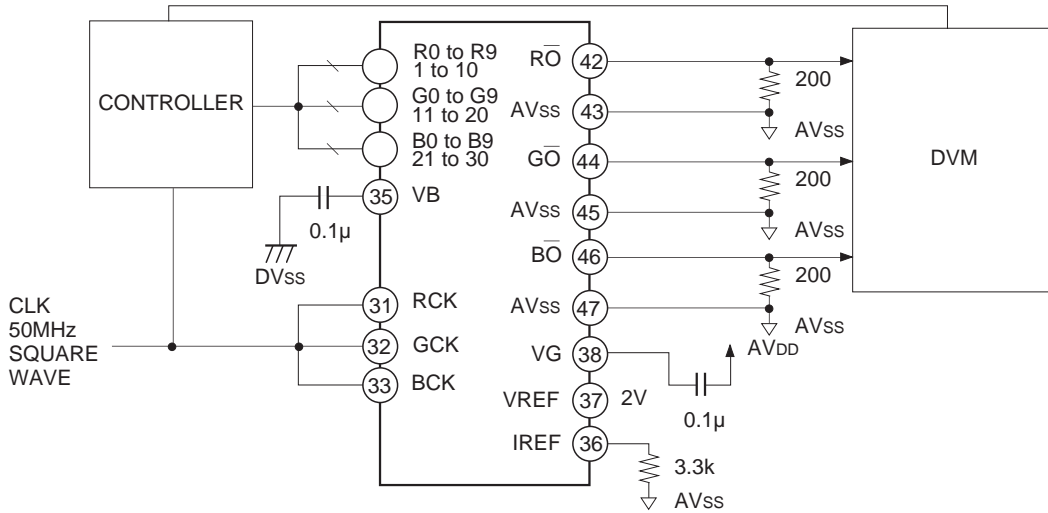 CONTROLLER
R0 to R9
1 to 10
G0 to G9
11 to 20
B0 to B9
21 to 30
35
VB
0.1µ
DVSS
CLK
50MHz
SQUARE
WAVE
31
RCK
32
GCK
33
BCK
RO̅
42
AVSS
43
GO̅
44
AVSS
45
BO̅
46
AVSS
47
VG
38
VREF
37
2V
IREF
36
200
AVSS
200
AVSS
200
AVSS
AVDD
0.1µ
3.3k
AVSS
DVM